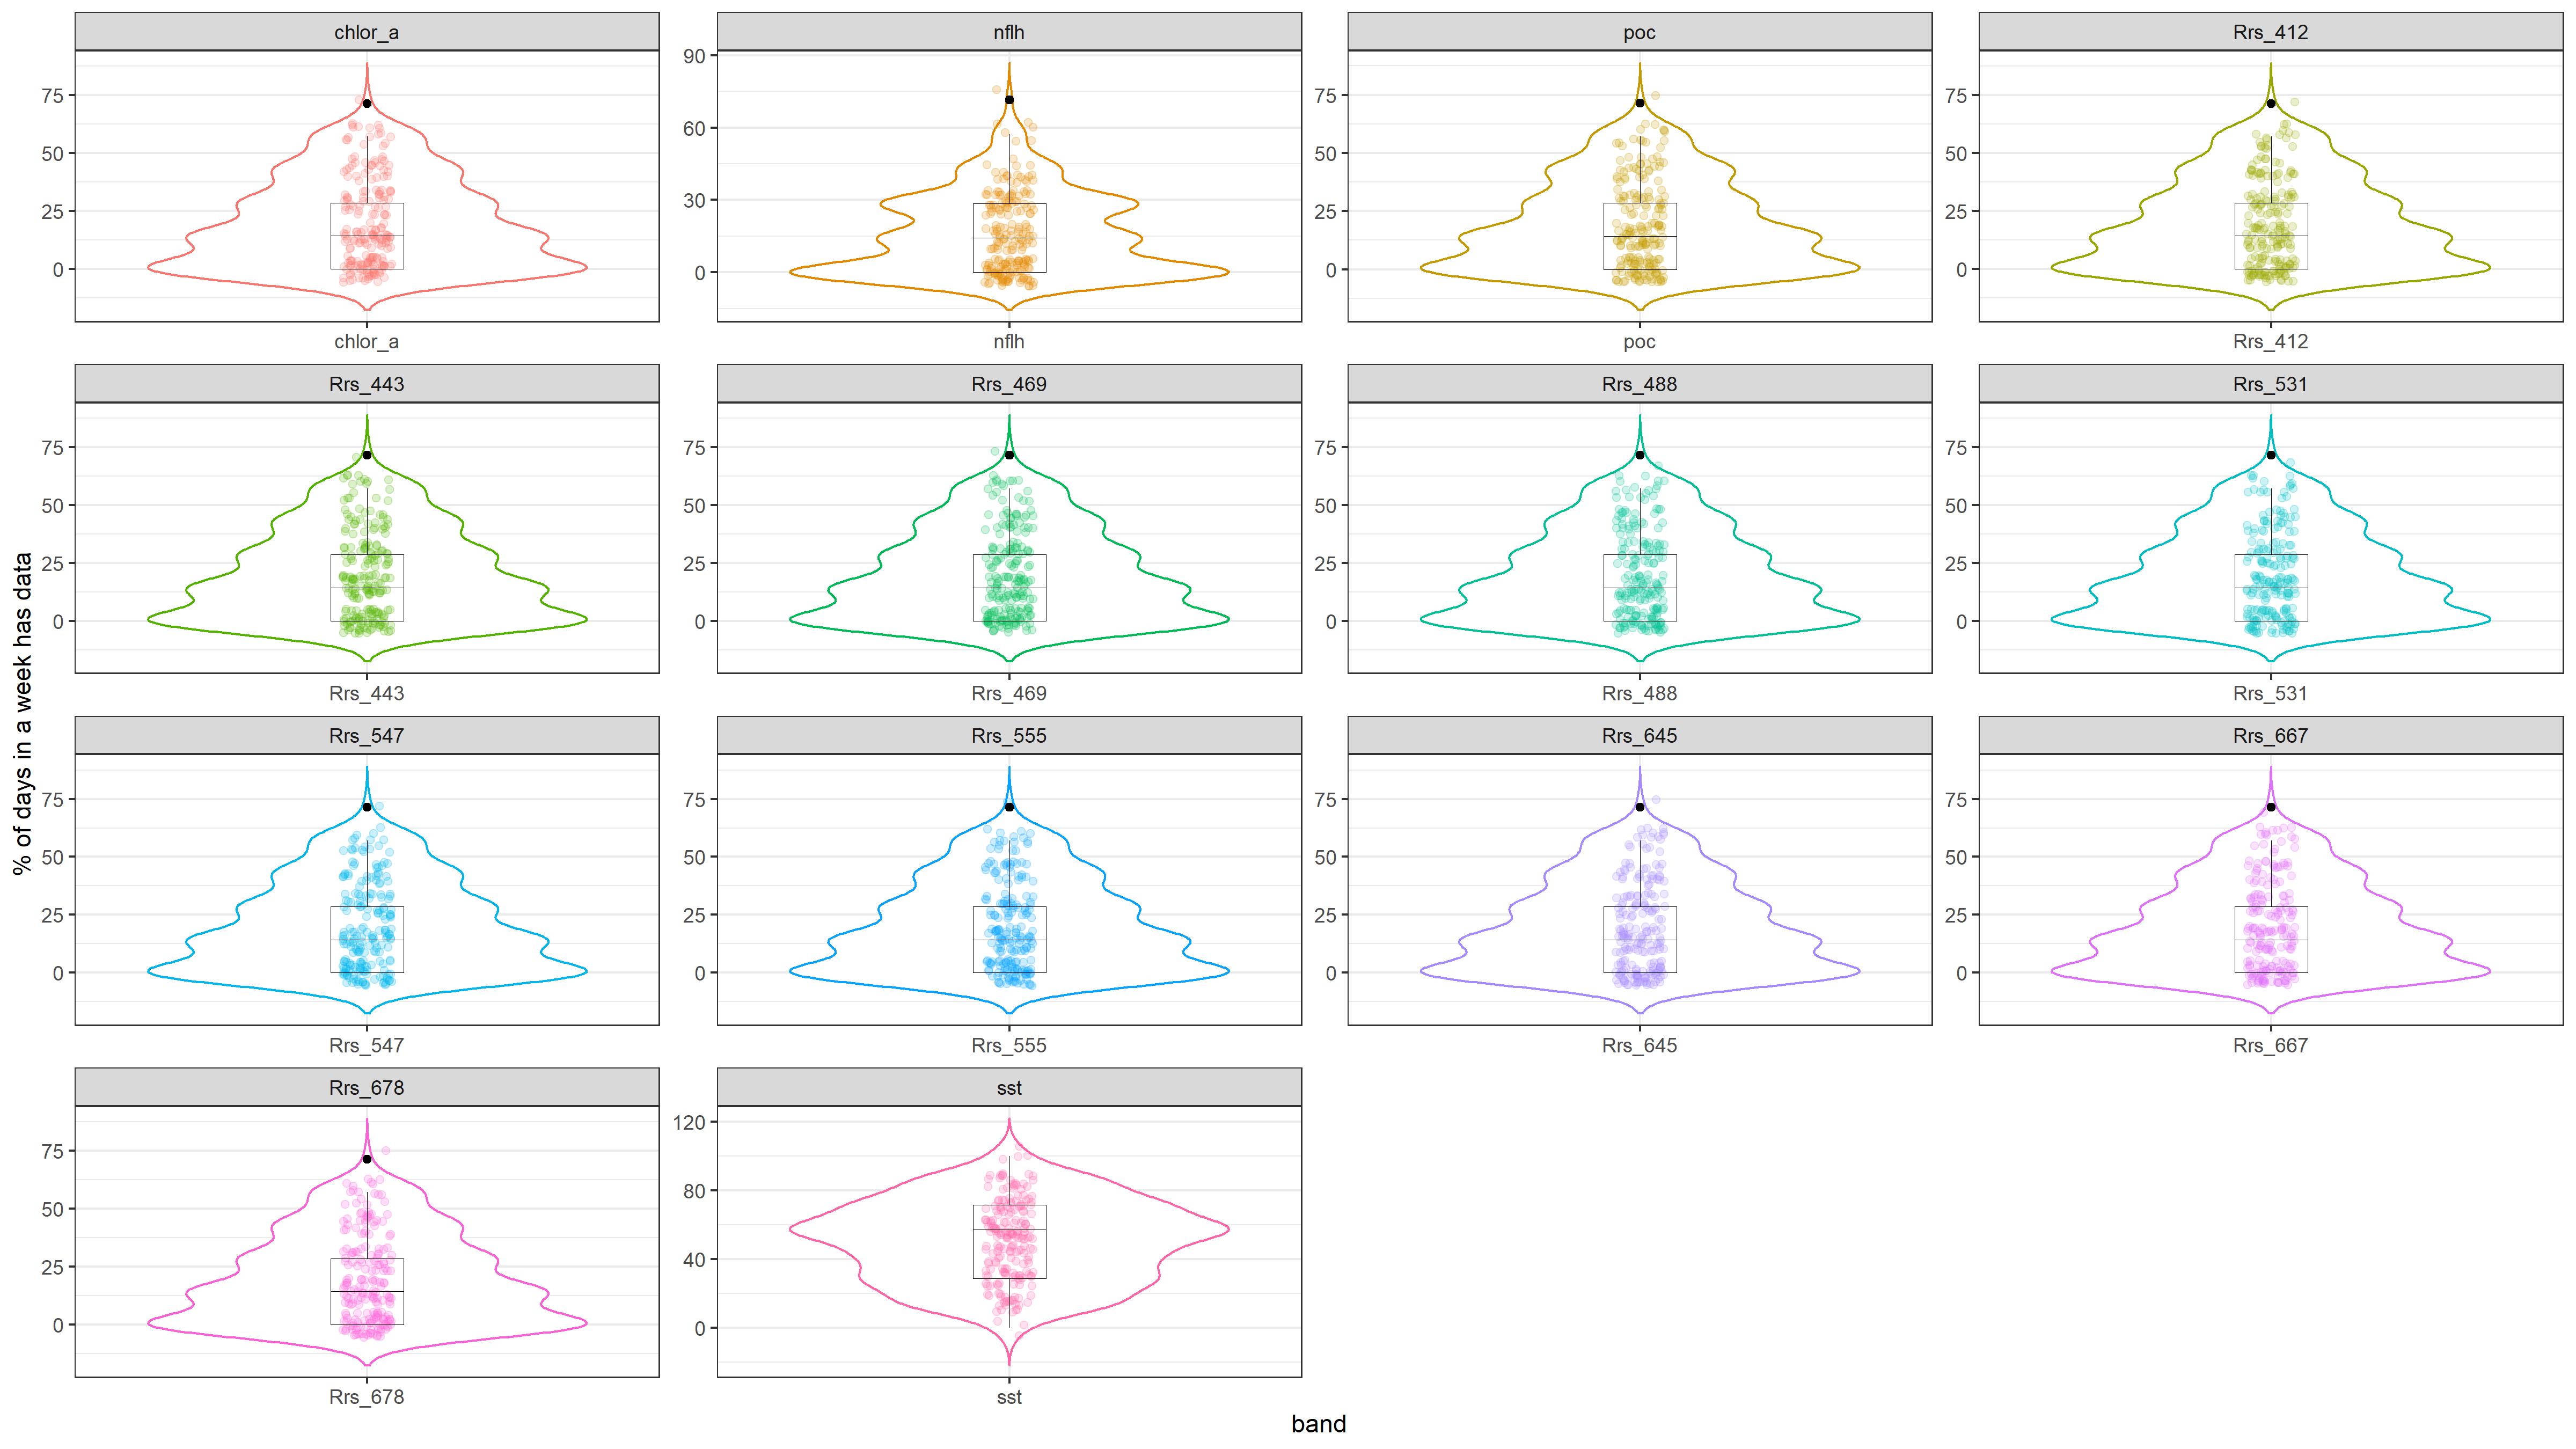 chlor_a nflh poc Rrs_412
90
75 60 75 75
50 50 50
25 30 25 25
0 0 0 0
chlor_a nflh poc Rrs_412
Rrs_443 Rrs_469 Rrs_488 Rrs_531
75 75 75 75
50 50 50 50
25 25 25 25
0 0 0 0
Rrs_443 Rrs_469 Rrs_488 Rrs_531
% of days in a week has data
Rrs_547 Rrs_555 Rrs_645 Rrs_667
75 75 75 75
50 50 50 50
25 25 25 25
0 0 0 0
Rrs_547 Rrs_555 Rrs_645 Rrs_667
Rrs_678 sst
75 120
50 80
25 40
0 0
Rrs_678 sst
band